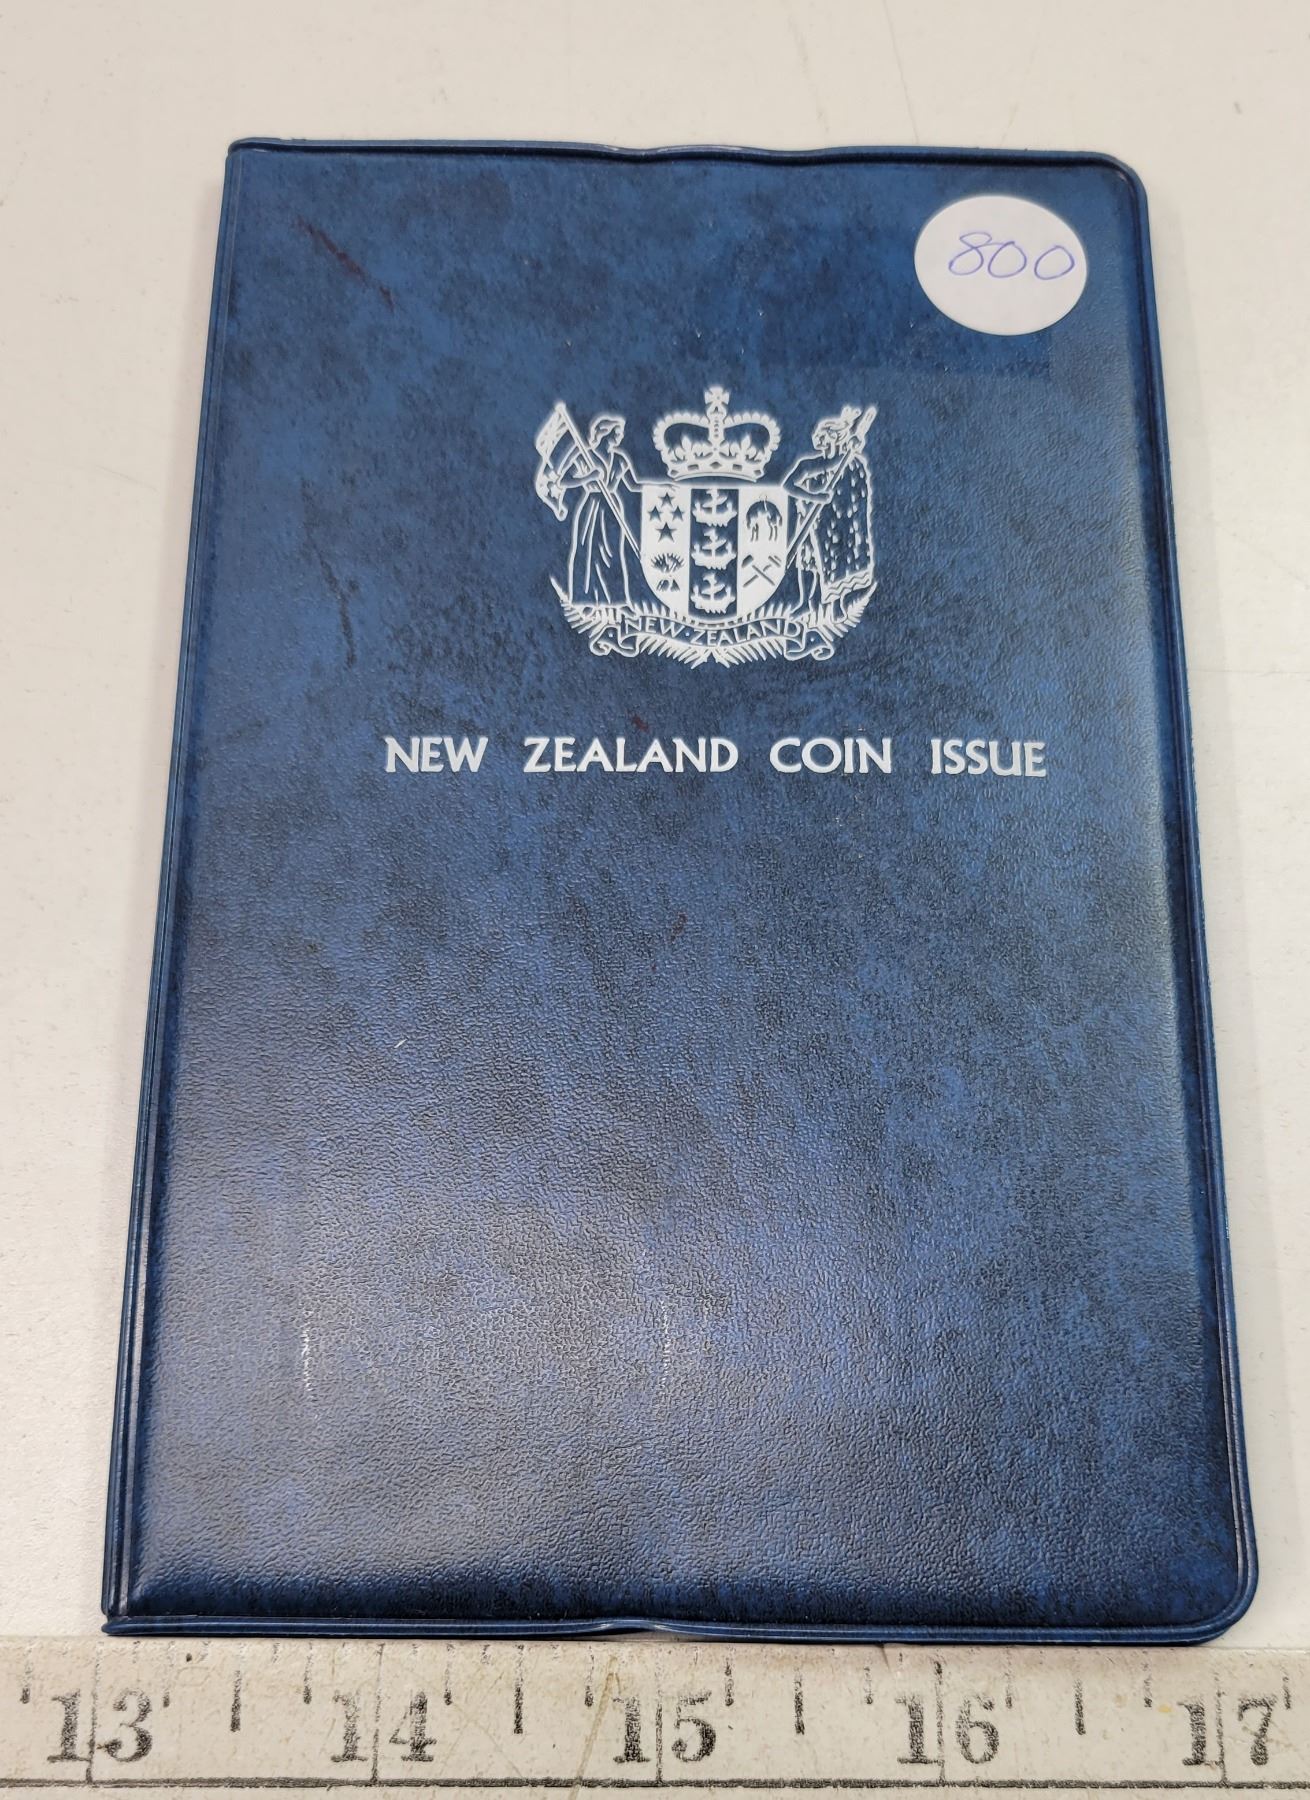 800
NEW·ZEALAND
NEW ZEALAND COIN ISSUE
13 14 15 16 17